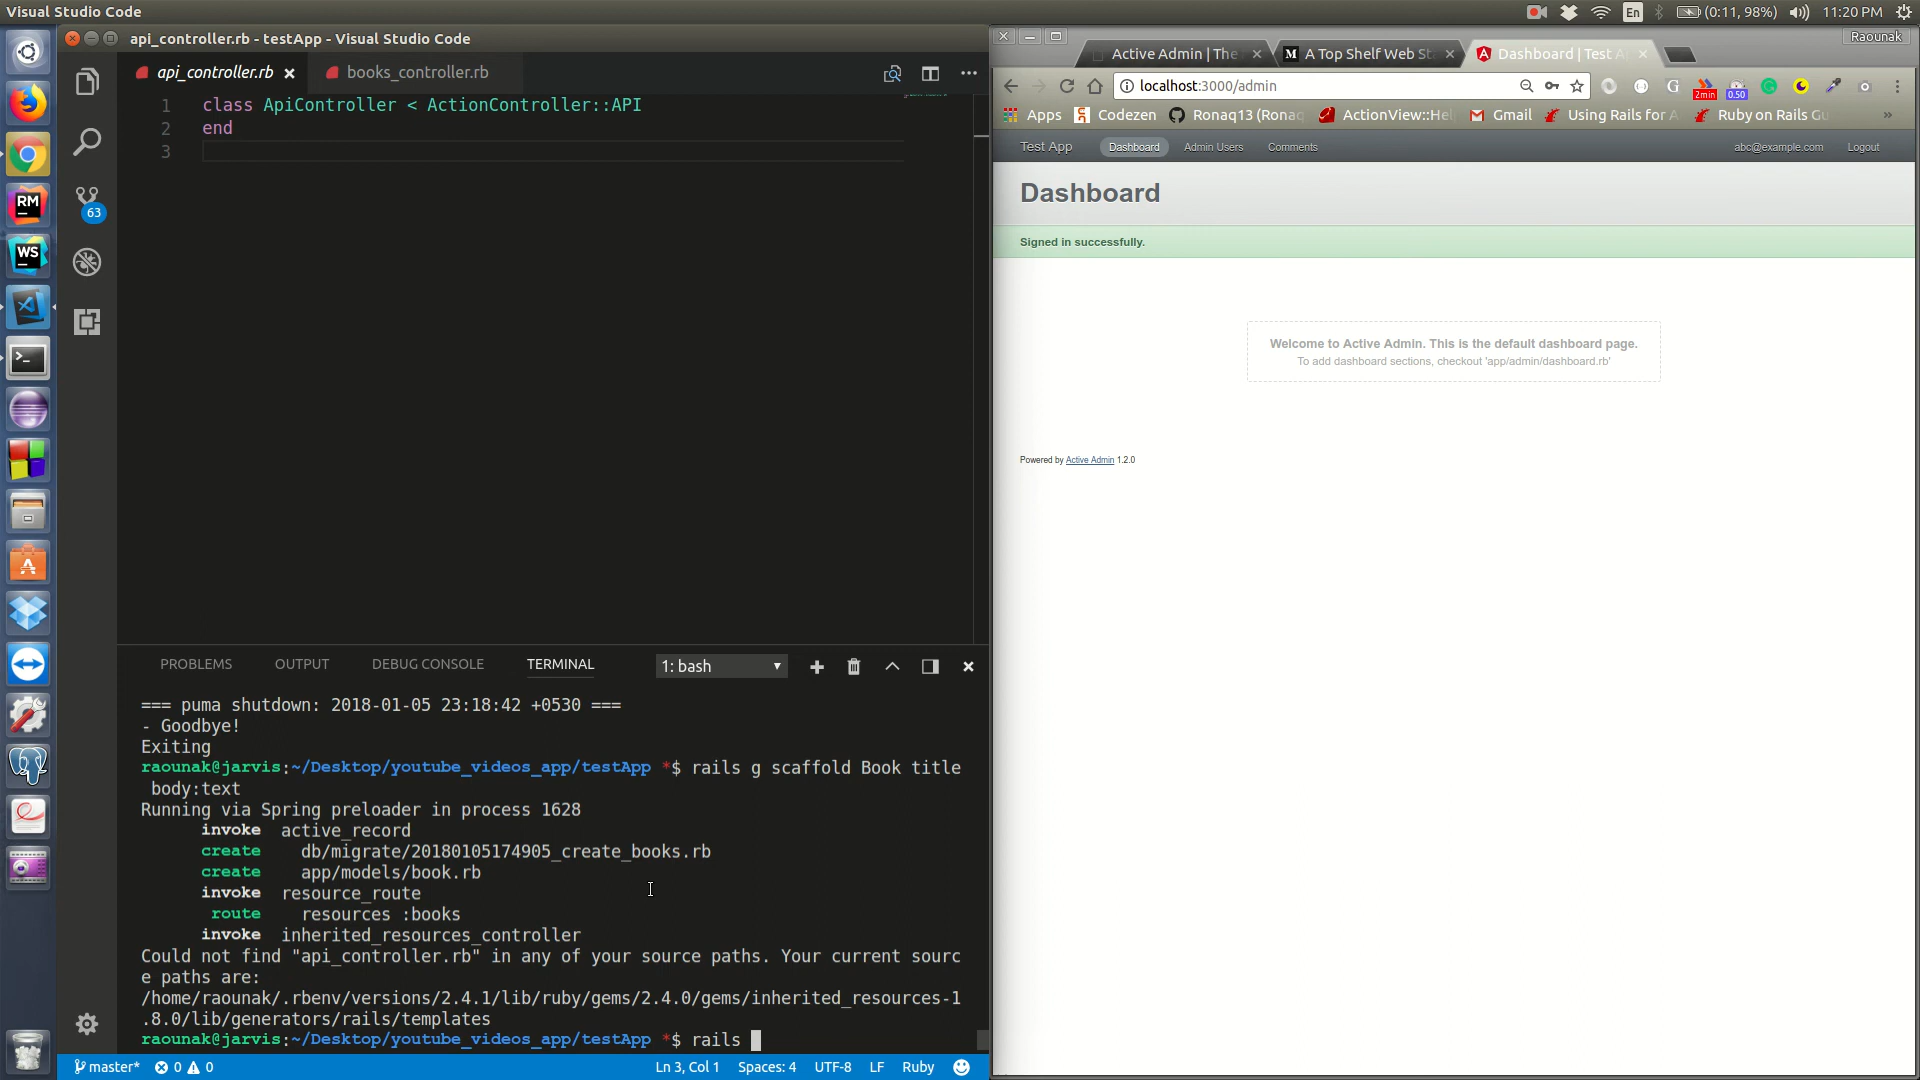 Visual Studio Code
En
(0:11, 98%)
11:20 PM
api_controller.rb - testApp - Visual Studio Code
Raounak
api_controller.rb
books_controller.rb
Active Admin | The
A Top Shelf Web St
Dashboard | Test A
localhost:3000/admin
2min
0.50
Apps
Codezen
Ronaq13 (Ronaq
ActionView::Hel
Gmail
Using Rails for A
Ruby on Rails Gu
»
1 class ApiController < ActionController::API
2 end
3
63
RM
WS
Test App
Dashboard
Admin Users
Comments
abc@example.com
Logout
Dashboard
Signed in successfully.
Welcome to Active Admin. This is the default dashboard page.
To add dashboard sections, checkout 'app/admin/dashboard.rb'
Powered by Active Admin 1.2.0
PROBLEMS
OUTPUT
DEBUG CONSOLE
TERMINAL
1: bash
=== puma shutdown: 2018-01-05 23:18:42 +0530 ===
- Goodbye!
Exiting
raounak@jarvis:~/Desktop/youtube_videos_app/testApp *$ rails g scaffold Book title
body:text
Running via Spring preloader in process 1628
invoke active_record
create db/migrate/20180105174905_create_books.rb
create app/models/book.rb
invoke resource_route
route resources :books
invoke inherited_resources_controller
Could not find "api_controller.rb" in any of your source paths. Your current sourc
e paths are:
/home/raounak/.rbenv/versions/2.4.1/lib/ruby/gems/2.4.0/gems/inherited_resources-1
.8.0/lib/generators/rails/templates
raounak@jarvis:~/Desktop/youtube_videos_app/testApp *$ rails
master*
0
0
Ln 3, Col 1
Spaces: 4
UTF-8
LF
Ruby